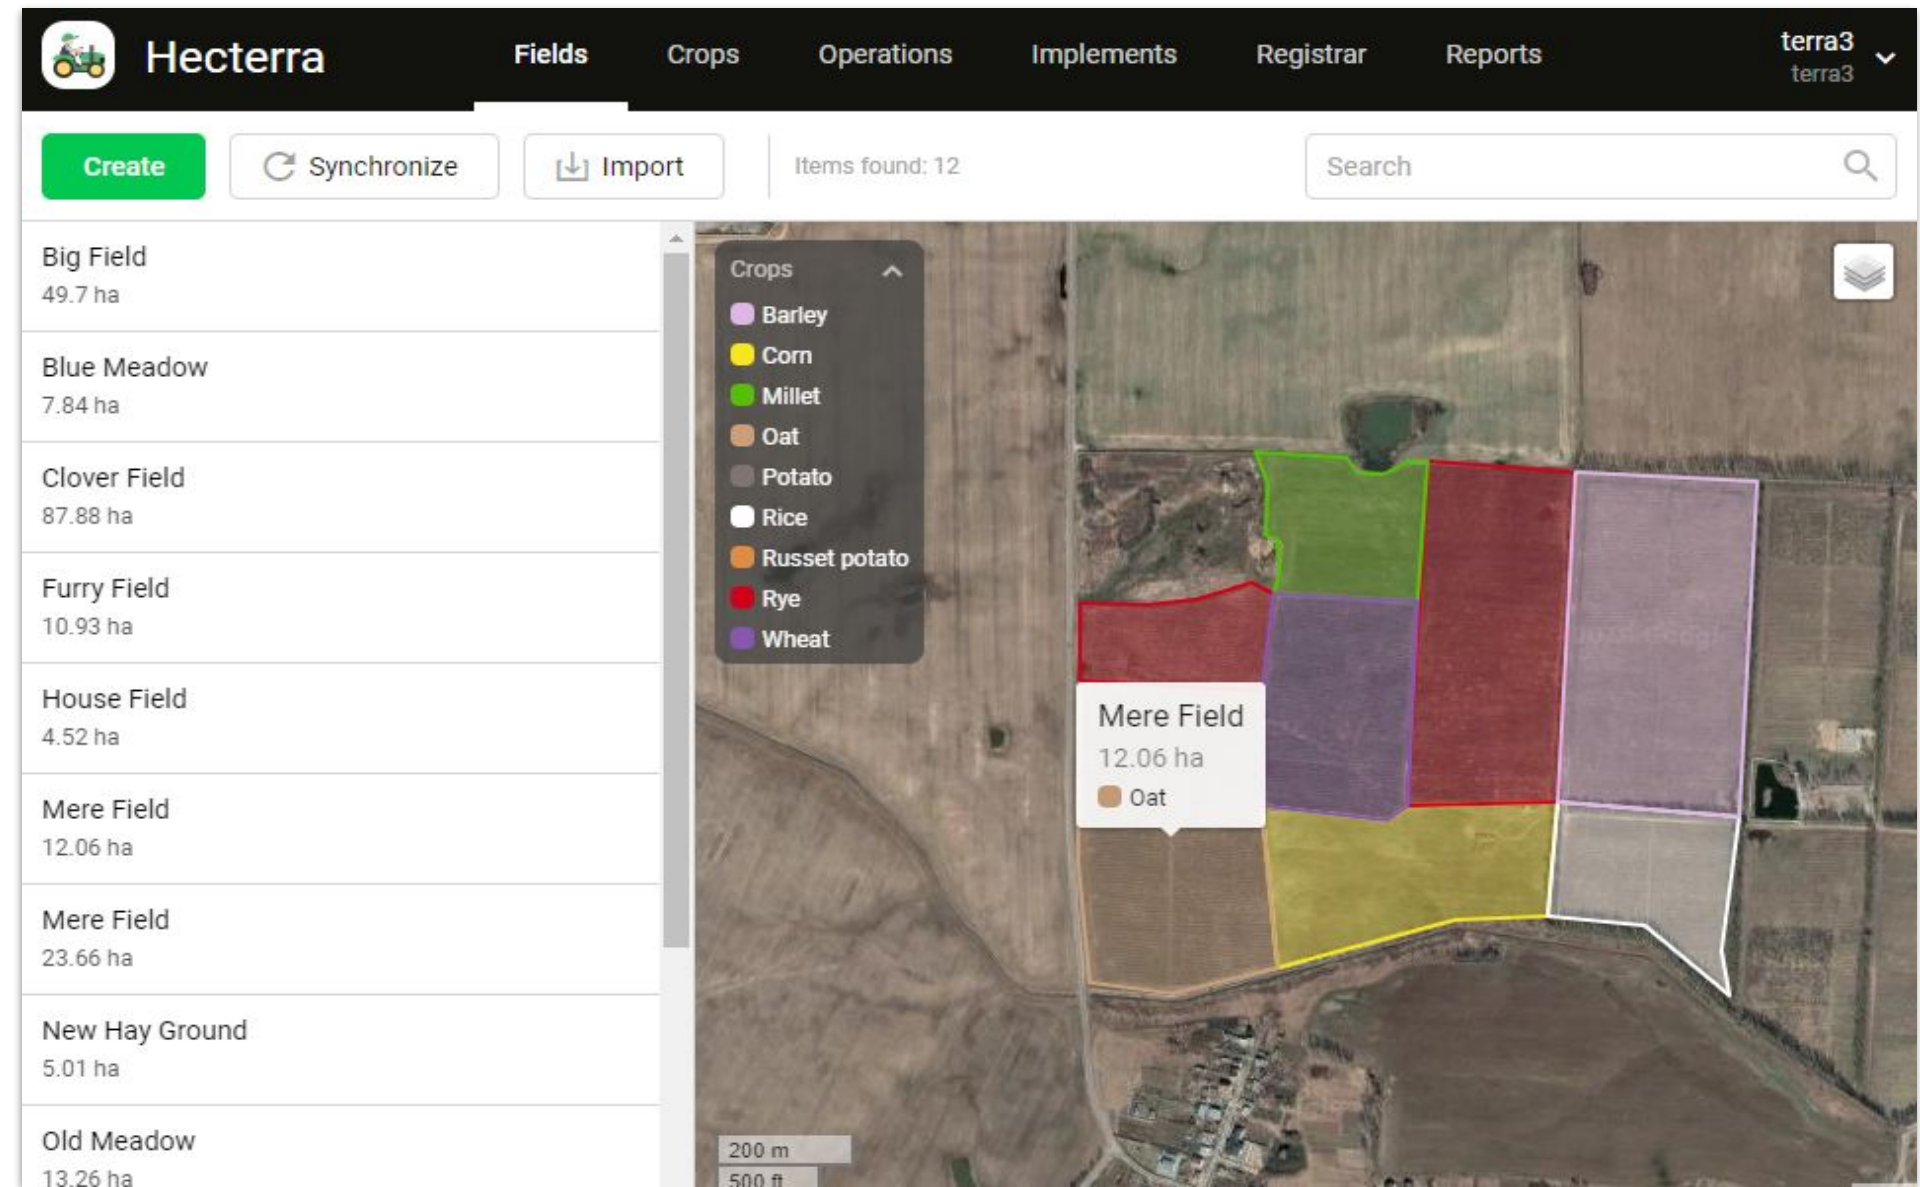 Hecterra
Fields
Crops
Operations
Implements
Registrar
Reports
terra3
terra3
Create
Synchronize
Import
Items found: 12
Search
Big Field
49.7 ha
Blue Meadow
7.84 ha
Clover Field
87.88 ha
Furry Field
10.93 ha
House Field
4.52 ha
Mere Field
12.06 ha
Mere Field
23.66 ha
New Hay Ground
5.01 ha
Old Meadow
13.26 ha
Crops
Barley
Corn
Millet
Oat
Potato
Rice
Russet potato
Rye
Wheat
Mere Field
12.06 ha
Oat
200 m
500 ft